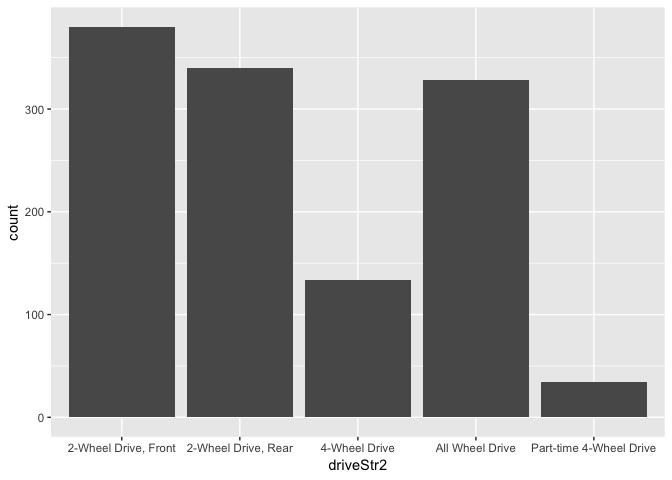 count
300
200
100
0
2-Wheel Drive, Front 2-Wheel Drive, Rear 4-Wheel Drive All Wheel Drive Part-time 4-Wheel Drive
driveStr2